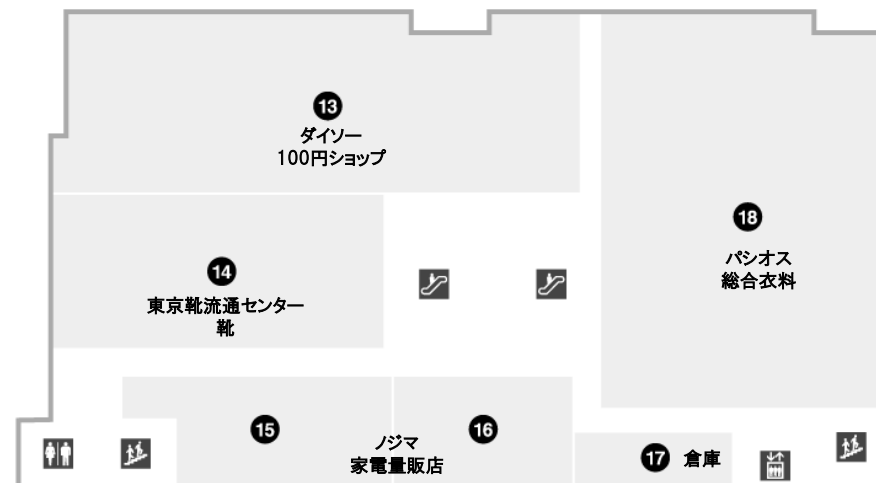 13
ダイソー
100円ショップ
18
パシオス
総合衣料
14
東京靴流通センター
靴
15
16
ノジマ
家電量販店
17 倉庫